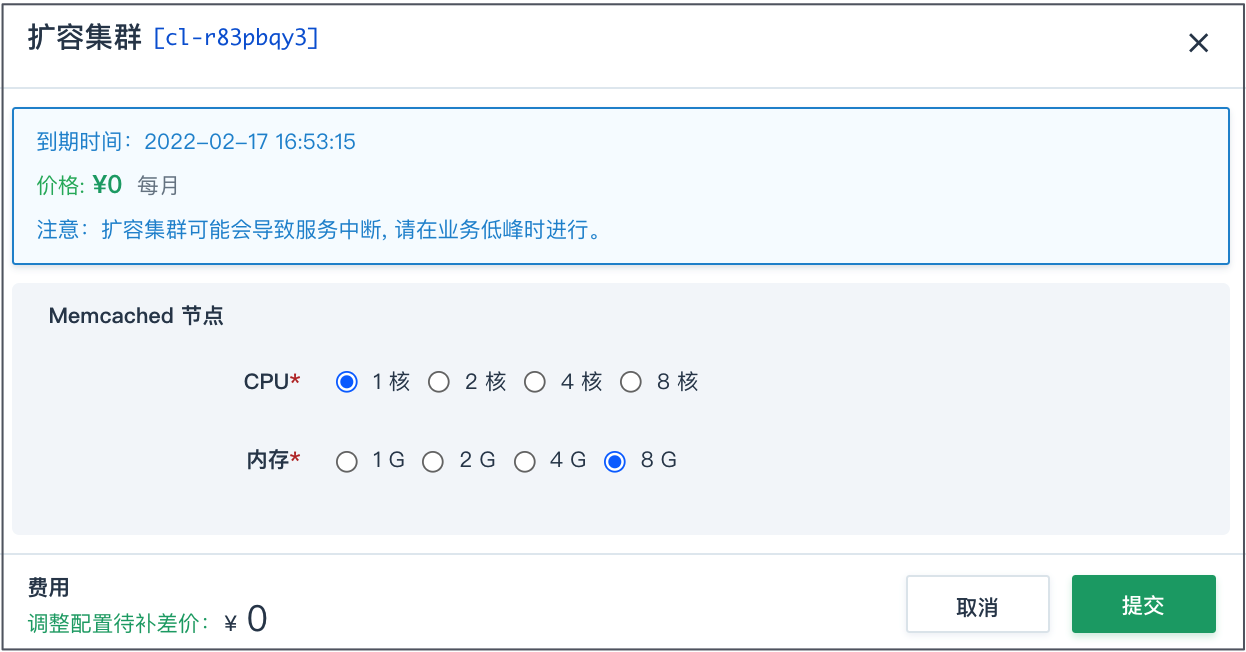 扩容集群 [cl-r83pbqy3]
到期时间：2022-02-17 16:53:15
价格: ¥0 每月
注意：扩容集群可能会导致服务中断, 请在业务低峰时进行。
Memcached 节点
CPU* 1 核 2 核 4 核 8 核
内存* 1 G 2 G 4 G 8 G
费用
调整配置待补差价：¥ 0
取消 提交